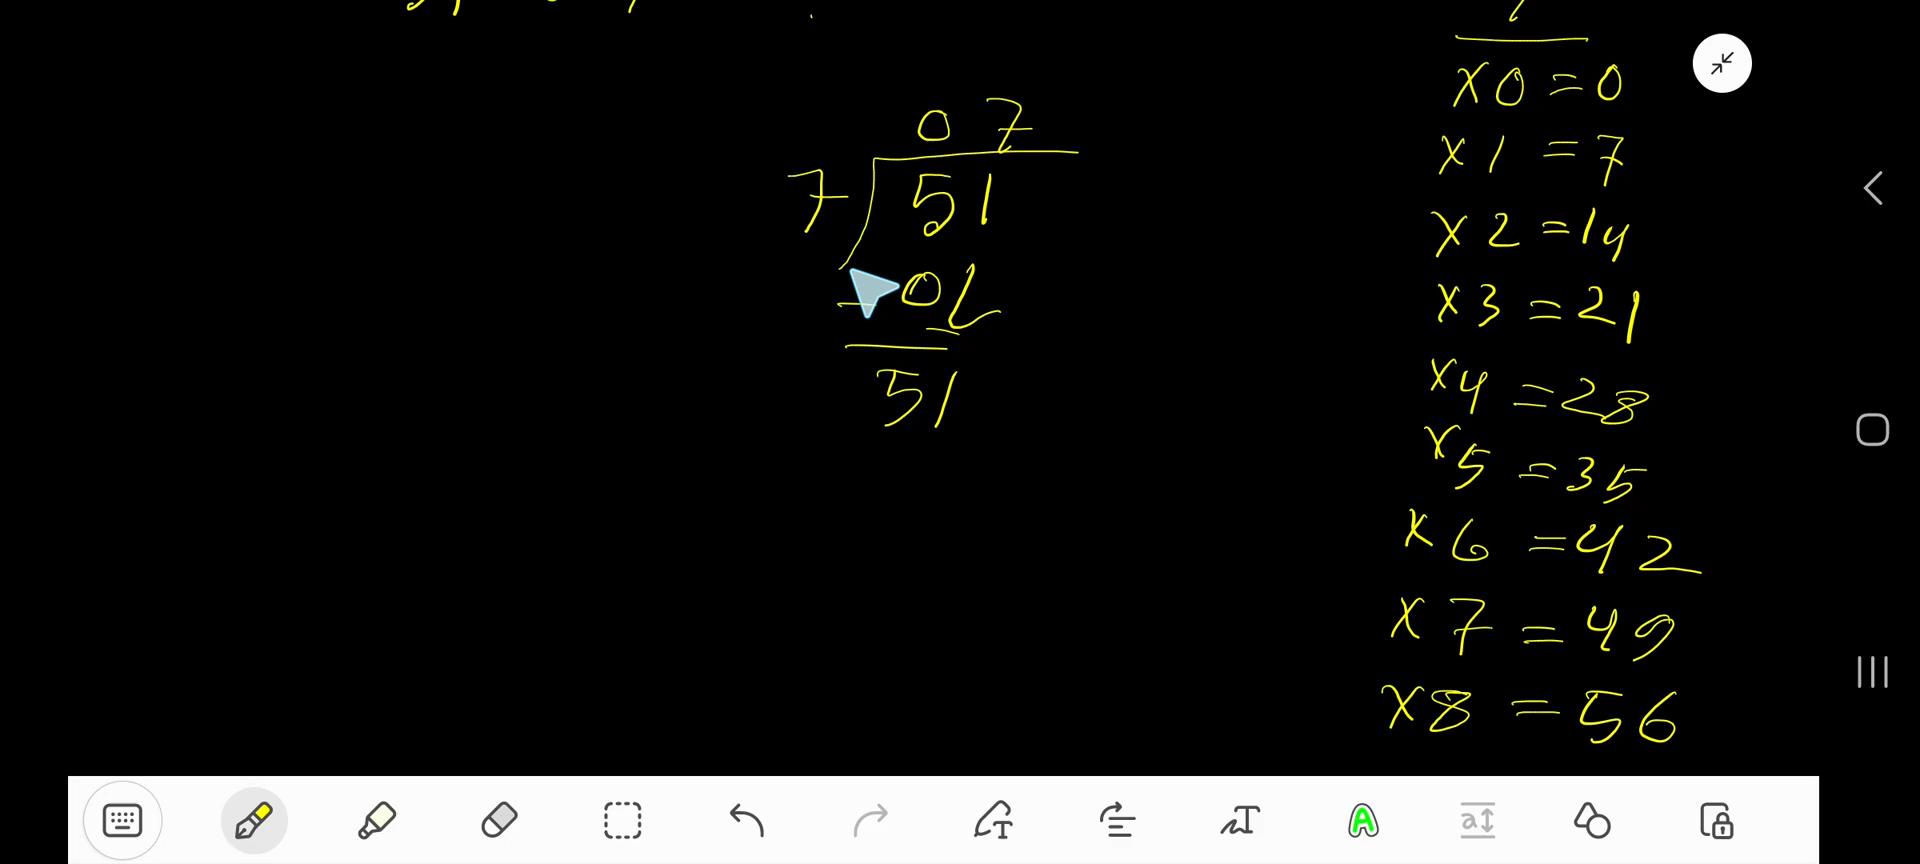 0 7
7 51
- 0
51
x0 = 0
x1 = 7
x2 = 14
x3 = 21
x4 = 28
x5 = 35
x6 = 42
x7 = 49
x8 = 56